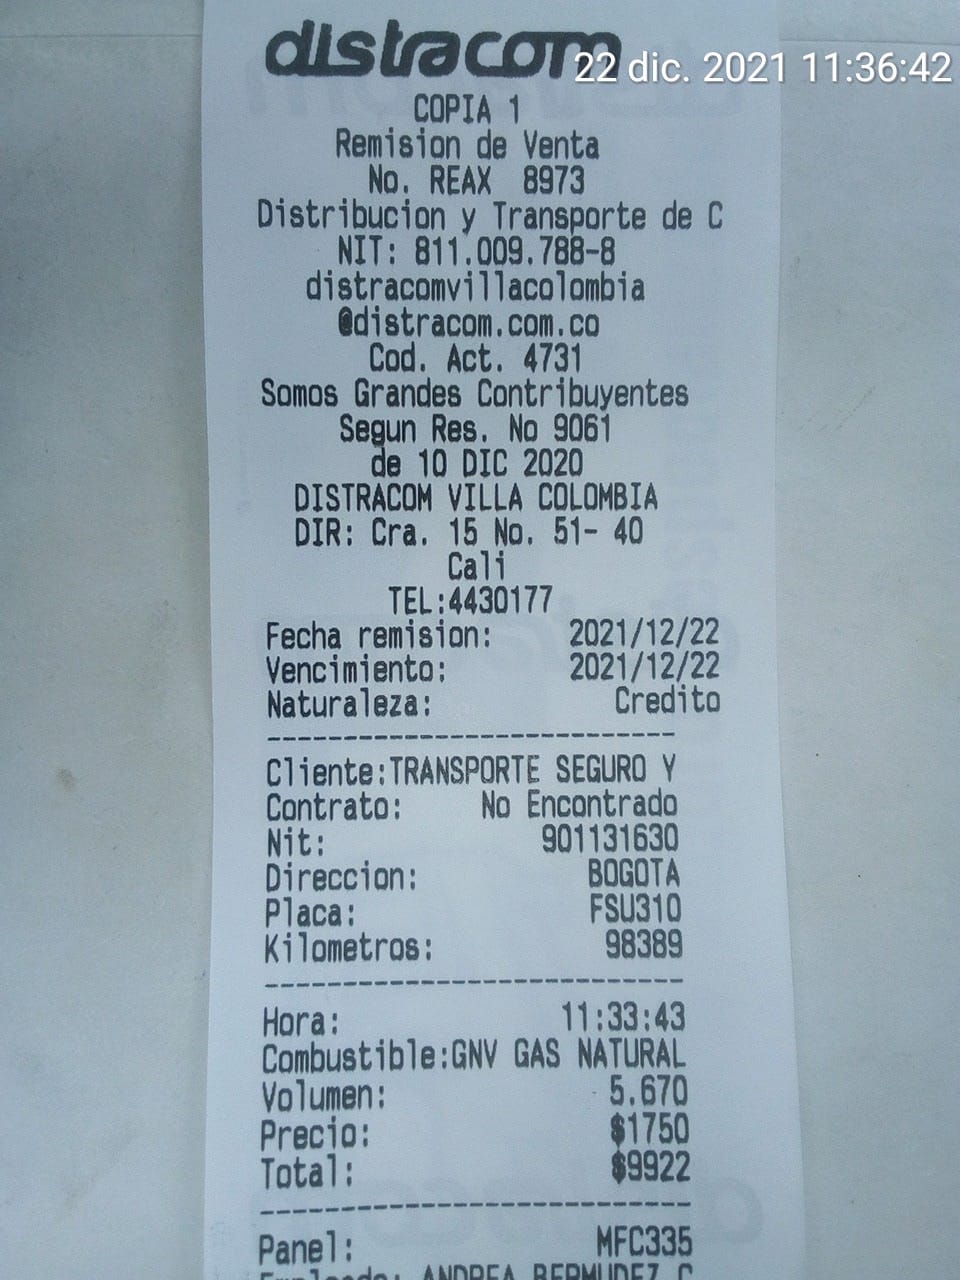 distracom
22 dic. 2021 11:36:42
COPIA 1
Remision de Venta
No. REAX 8973
Distribucion y Transporte de C
NIT: 811.009.788-8
distracomvillacolombia
@distracom.com.co
Cod. Act. 4731
Somos Grandes Contribuyentes
Segun Res. No 9061
de 10 DIC 2020
DISTRACOM VILLA COLOMBIA
DIR: Cra. 15 No. 51- 40
Cali
TEL:4430177
Fecha remision: 2021/12/22
Vencimiento: 2021/12/22
Naturaleza: Credito
Cliente:TRANSPORTE SEGURO Y
Contrato: No Encontrado
Nit: 901131630
Direccion: BOGOTA
Placa: FSU310
Kilometros: 98389
Hora: 11:33:43
Combustible:GNV GAS NATURAL
Volumen: 5.670
Precio: $1750
Total: $9922
Panel: MFC335
Empleado: ANDREA BERMUDEZ C